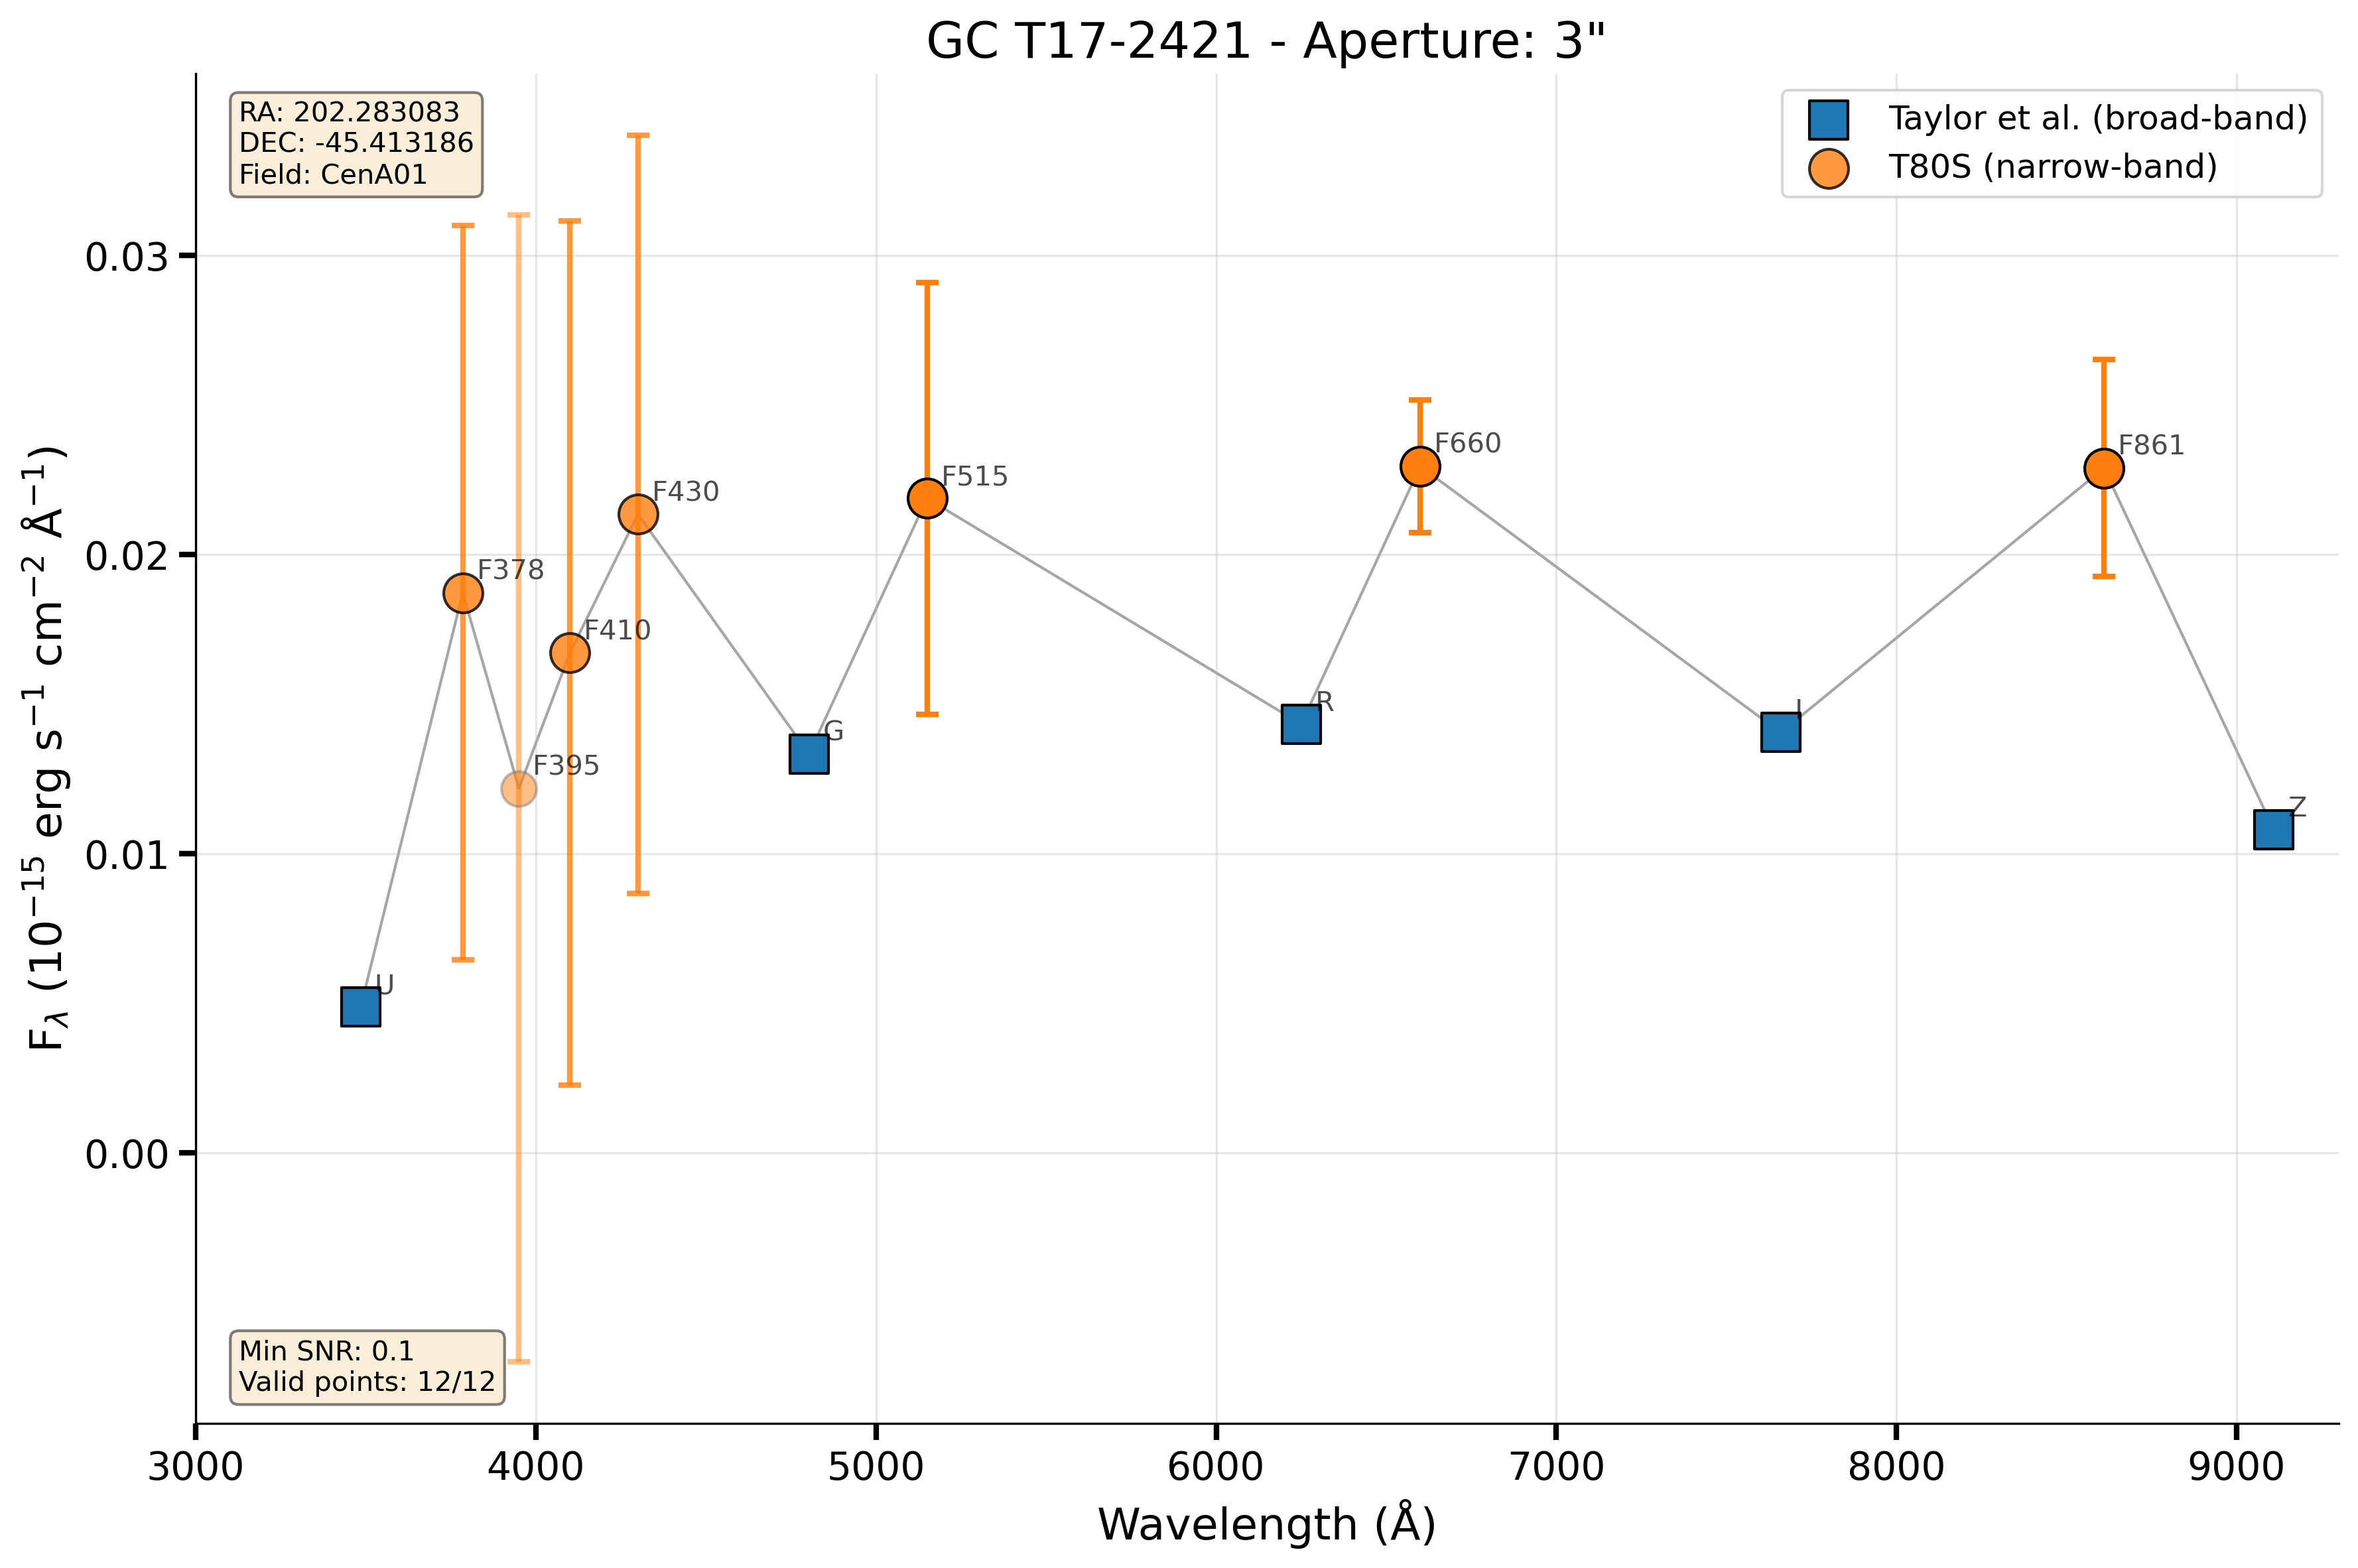 GC T17-2421 - Aperture: 3"
RA: 202.283083
DEC: -45.413186
Field: CenA01
Taylor et al. (broad-band)
T80S (narrow-band)
F$_{\lambda}$ (10$^{-15}$ erg s$^{-1}$ cm$^{-2}$ Å$^{-1}$)
0.03
0.02
0.01
0.00
U
F378
F395
F410
F430
G
F515
R
F660
I
F861
Z
Min SNR: 0.1
Valid points: 12/12
3000 4000 5000 6000 7000 8000 9000
Wavelength (Å)